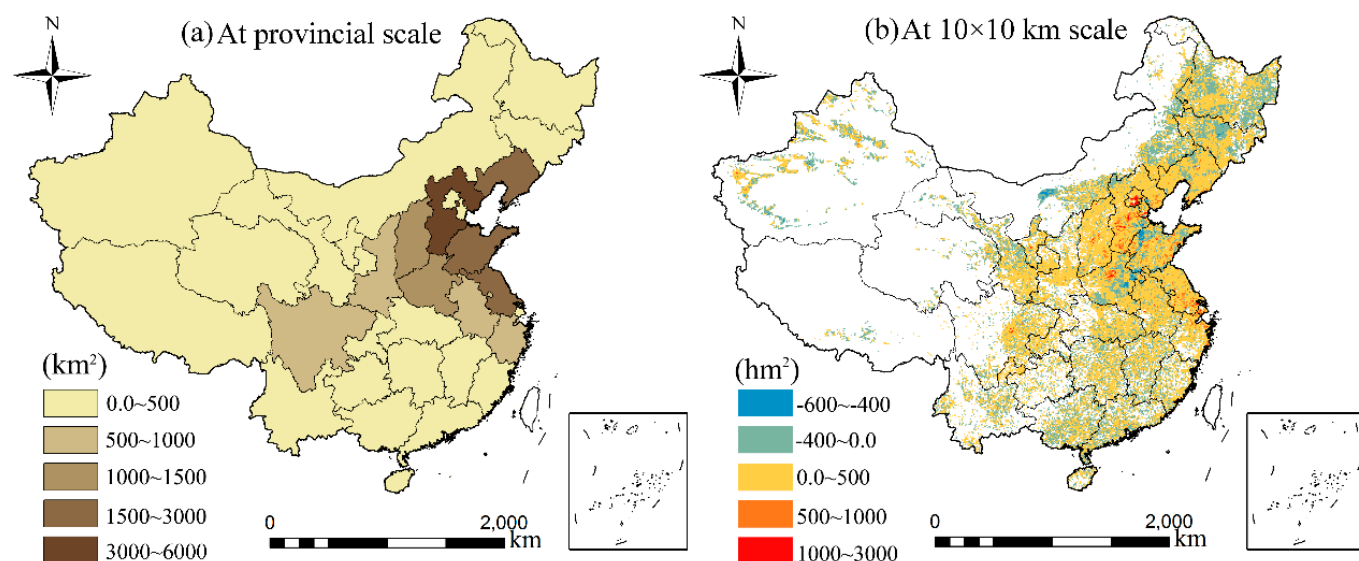 N
(a) At provincial scale
(km²)
0.0~500
500~1000
1000~1500
1500~3000
3000~6000
0
2,000
km
N
(b) At 10×10 km scale
(hm²)
-600~-400
-400~0.0
0.0~500
500~1000
1000~3000
0
2,000
km